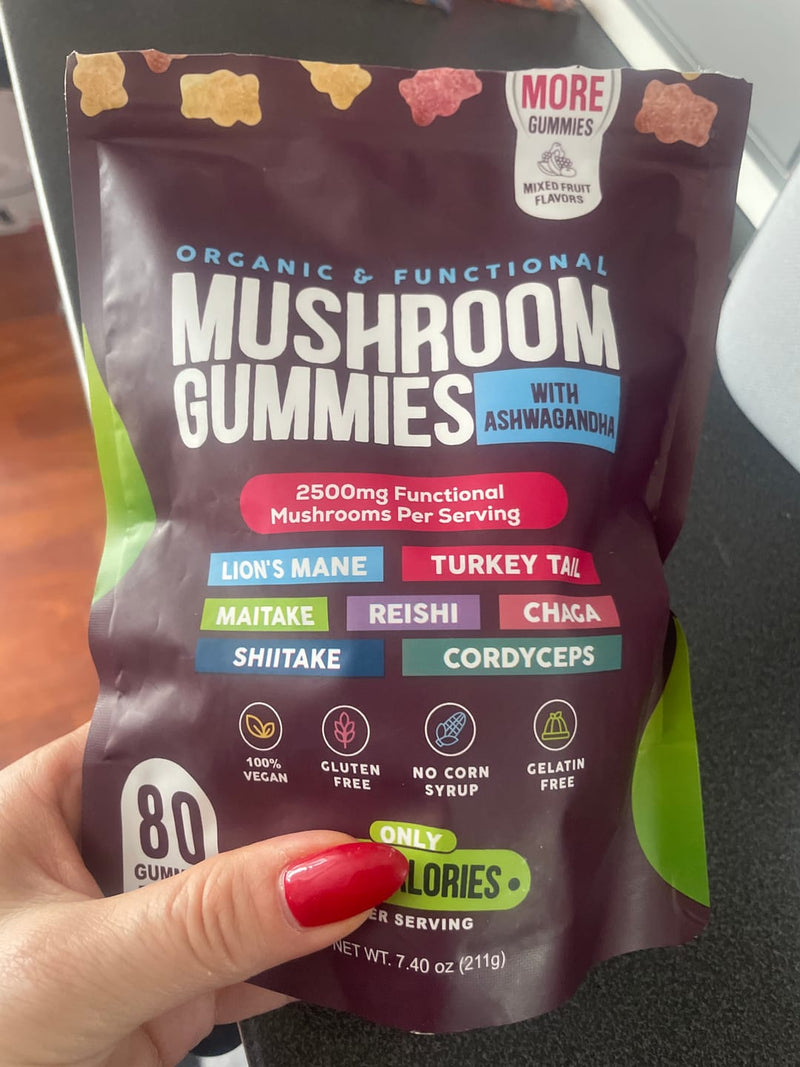 MORE
GUMMIES
MIXED FRUIT
FLAVORS
ORGANIC & FUNCTIONAL
MUSHROOM
GUMMIES
WITH
ASHWAGANDHA
2500mg Functional
Mushrooms Per Serving
LION'S MANE TURKEY TAIL
MAITAKE REISHI CHAGA
SHIITAKE CORDYCEPS
100%
VEGAN
GLUTEN
FREE
NO CORN
SYRUP
GELATIN
FREE
80
ONLY
SERVING
NET WT. 7.40 oz (211g)